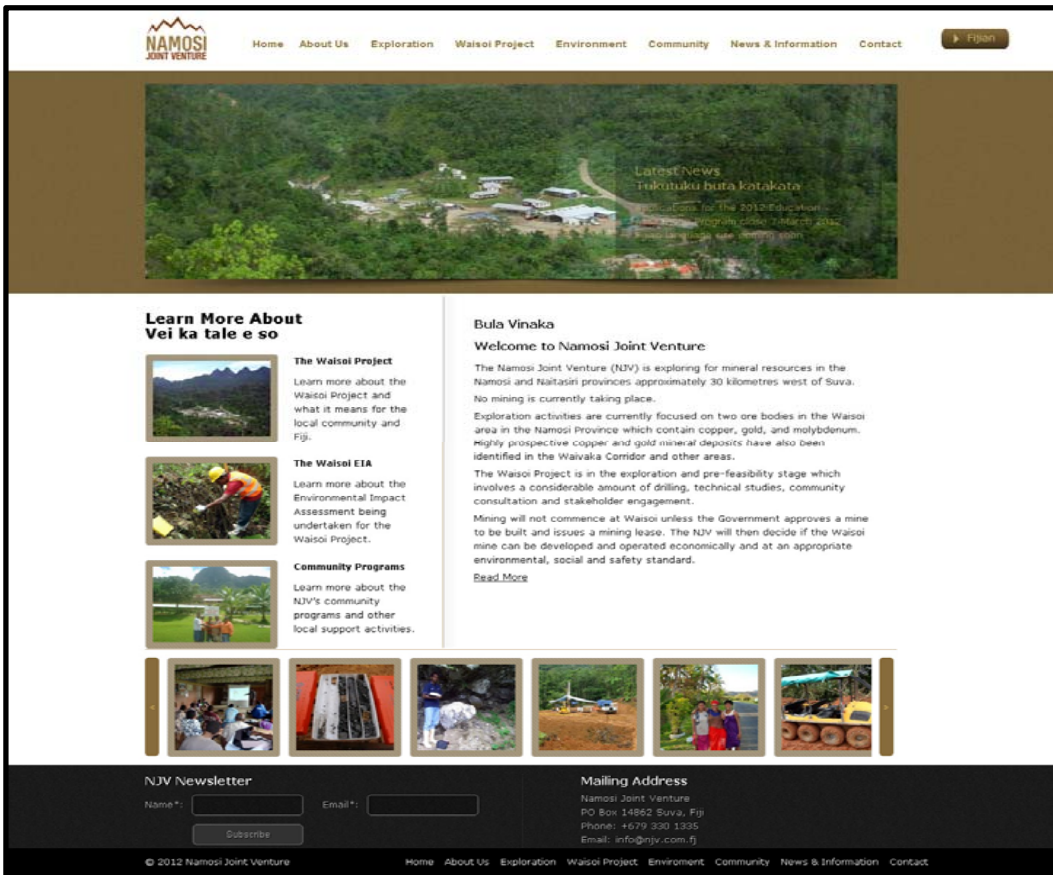 NAMOSI
JOINT VENTURE
Home About Us Exploration Waisoi Project Environment Community News & Information Contact
Fijian
Latest News
Tukutuku buta katakata
for the 2012 Education
program close 7 March 2012
site coming soon
Learn More About
Vei ka tale e so
The Waisoi Project
Learn more about the
Waisoi Project and
what it means for the
local community and
Fiji.
The Waisoi EIA
Learn more about the
Environmental Impact
Assessment being
undertaken for the
Waisoi Project.
Community Programs
Learn more about the
NJV's community
programs and other
local support activities.
Bula Vinaka
Welcome to Namosi Joint Venture
The Namosi Joint Venture (NJV) is exploring for mineral resources in the
Namosi and Naitasiri provinces approximately 30 kilometres west of Suva.
No mining is currently taking place.
Exploration activities are currently focused on two ore bodies in the Waisoi
area in the Namosi Province which contain copper, gold, and molybdenum.
Highly prospective copper and gold mineral deposits have also been
identified in the Waivaka Corridor and other areas.
The Waisoi Project is in the exploration and pre-feasibility stage which
involves a considerable amount of drilling, technical studies, community
consultation and stakeholder engagement.
Mining will not commence at Waisoi unless the Government approves a mine
to be built and issues a mining lease. The NJV will then decide if the Waisoi
mine can be developed and operated economically and at an appropriate
environmental, social and safety standard.
Read More
< >
NJV Newsletter
Name*: Email*:
Subscribe
Mailing Address
Namosi Joint Venture
PO Box 14862 Suva, Fiji
Phone: +679 330 1335
Email: info@njv.com.fj
© 2012 Namosi Joint Venture
Home About Us Exploration Waisoi Project Enviroment Community News & Information Contact